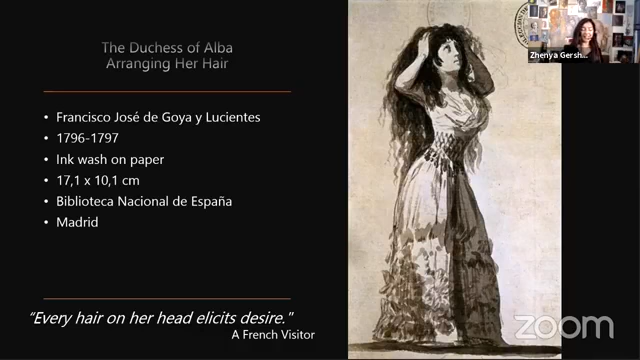 The Duchess of Alba
Arranging Her Hair
• Francisco José de Goya y Lucientes
• 1796-1797
• Ink wash on paper
• 17,1 x 10,1 cm
• Biblioteca Nacional de España
• Madrid
“Every hair on her head elicits desire."
A French Visitor
Zhenya Gersh...
zoom